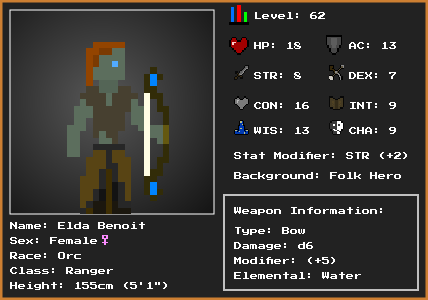 Level: 62
HP: 18 AC: 13
STR: 8 DEX: 7
CON: 16 INT: 9
WIS: 13 CHA: 9
Stat Modifier: STR (+2)
Background: Folk Hero
Name: Elda Benoit
Sex: Female♀
Race: Orc
Class: Ranger
Height: 155cm (5'1")
Weapon Information:
Type: Bow
Damage: d6
Modifier: (+5)
Elemental: Water